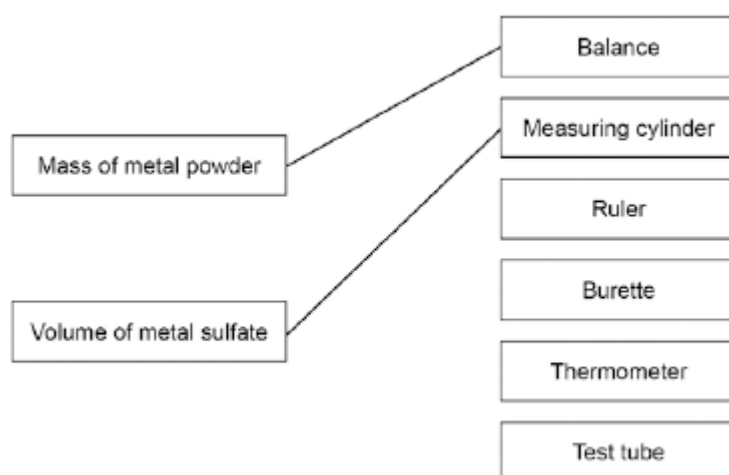 Balance
Measuring cylinder
Mass of metal powder
Ruler
Burette
Volume of metal sulfate
Thermometer
Test tube